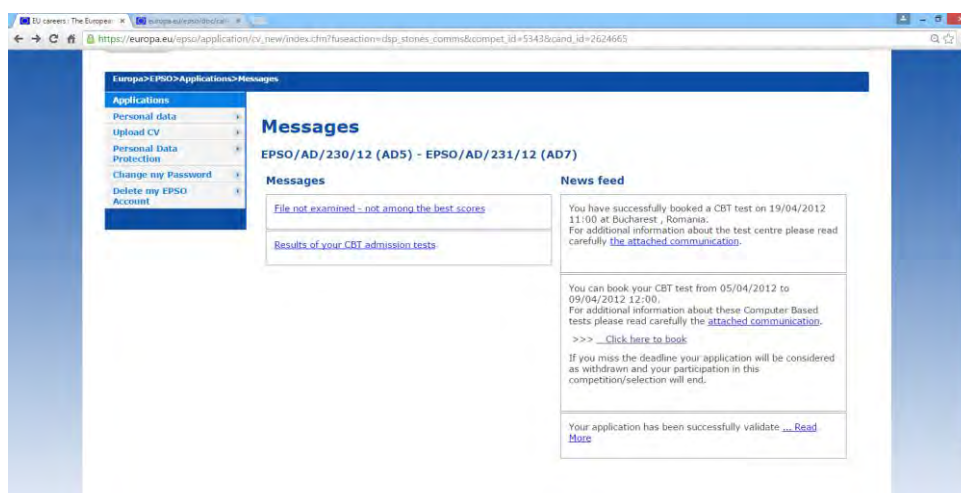 EU careers : The Europea
https://europa.eu/epso/application/cv_new/index.cfm?fuseaction=dsp_stones_comms&compet_id=5343&cand_id=2624665
Europa>EPSO>Applications>Messages
Applications
Personal data
Upload CV
Personal Data
Protection
Change my Password
Delete my EPSO
Account
Messages
EPSO/AD/230/12 (AD5) - EPSO/AD/231/12 (AD7)
Messages
File not examined - not among the best scores
Results of your CBT admission tests
News feed
You have successfully booked a CBT test on 19/04/2012
11:00 at Bucharest , Romania.
For additional information about the test centre please read
carefully the attached communication.
You can book your CBT test from 05/04/2012 to
09/04/2012 12:00.
For additional information about these Computer Based
tests please read carefully the attached communication.
>>> Click here to book
If you miss the deadline your application will be considered
as withdrawn and your participation in this
competition/selection will end.
Your application has been successfully validate ... Read
More